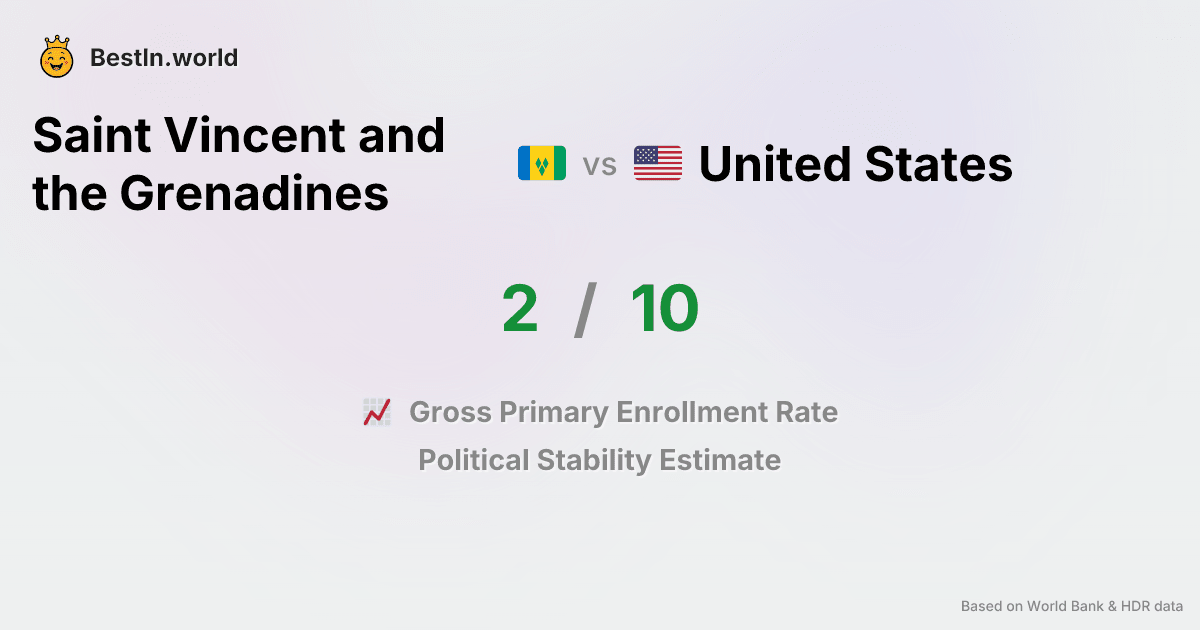 BestIn.world
Saint Vincent and
the Grenadines
vs United States
2 / 10
Gross Primary Enrollment Rate
Political Stability Estimate
Based on World Bank & HDR data